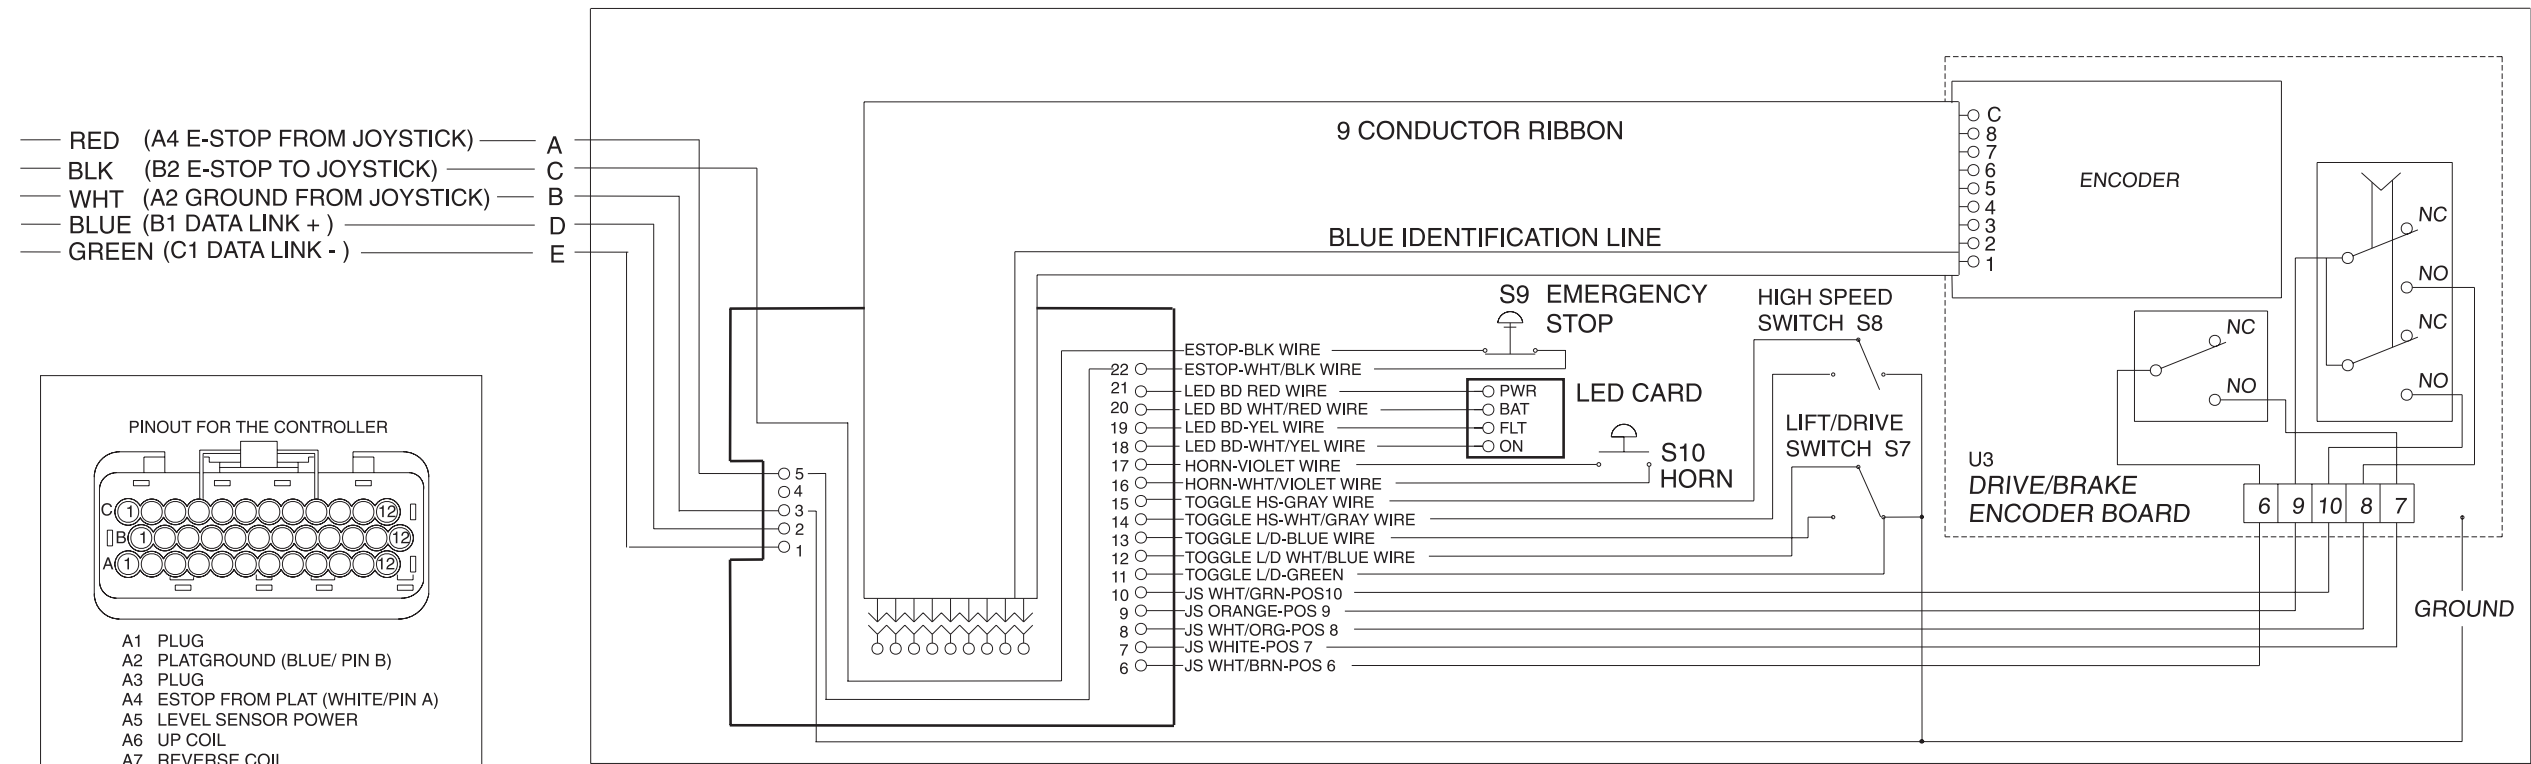 RED (A4 E-STOP FROM JOYSTICK) A
BLK (B2 E-STOP TO JOYSTICK) C
WHT (A2 GROUND FROM JOYSTICK) B
BLUE (B1 DATA LINK + ) D
GREEN (C1 DATA LINK - ) E
9 CONDUCTOR RIBBON
BLUE IDENTIFICATION LINE
C
8
7
6
5
4
3
2
1
ENCODER
NC
NO
NC
NO
NC
NO
S9 EMERGENCY
STOP
HIGH SPEED
SWITCH S8
LIFT/DRIVE
SWITCH S7
ESTOP-BLK WIRE
22 ESTOP-WHT/BLK WIRE
21 LED BD RED WIRE
20 LED BD WHT/RED WIRE
19 LED BD-YEL WIRE
18 LED BD-WHT/YEL WIRE
17 HORN-VIOLET WIRE
16 HORN-WHT/VIOLET WIRE
15 TOGGLE HS-GRAY WIRE
14 TOGGLE HS-WHT/GRAY WIRE
13 TOGGLE L/D-BLUE WIRE
12 TOGGLE L/D WHT/BLUE WIRE
11 TOGGLE L/D-GREEN
10 JS WHT/GRN-POS10
9 JS ORANGE-POS 9
8 JS WHT/ORG-POS 8
7 JS WHITE-POS 7
6 JS WHT/BRN-POS 6
PWR
BAT
FLT
ON
LED CARD
S10
HORN
5
4
3
2
1
U3
DRIVE/BRAKE
ENCODER BOARD
6 9 10 8 7
GROUND
PINOUT FOR THE CONTROLLER
C 1 12
B 1 12
A 1 12
A1 PLUG
A2 PLATGROUND (BLUE/ PIN B)
A3 PLUG
A4 ESTOP FROM PLAT (WHITE/PIN A)
A5 LEVEL SENSOR POWER
A6 UP COIL
A7 REVERSE COIL